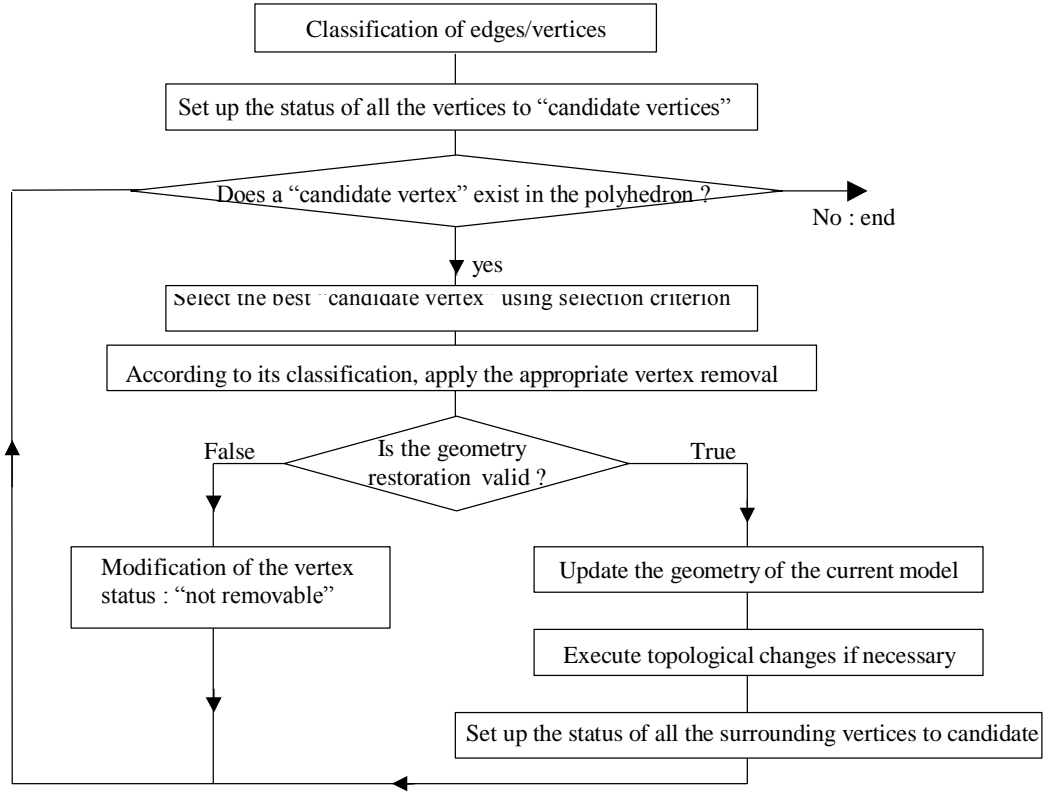 Classification of edges/vertices
Set up the status of all the vertices to “candidate vertices”
Does a “candidate vertex” exist in the polyhedron ?
No : end
yes
Select the best “candidate vertex” using selection criterion
According to its classification, apply the appropriate vertex removal
False
Is the geometry
restoration valid ?
True
Modification of the vertex
status : “not removable”
Update the geometry of the current model
Execute topological changes if necessary
Set up the status of all the surrounding vertices to candidate